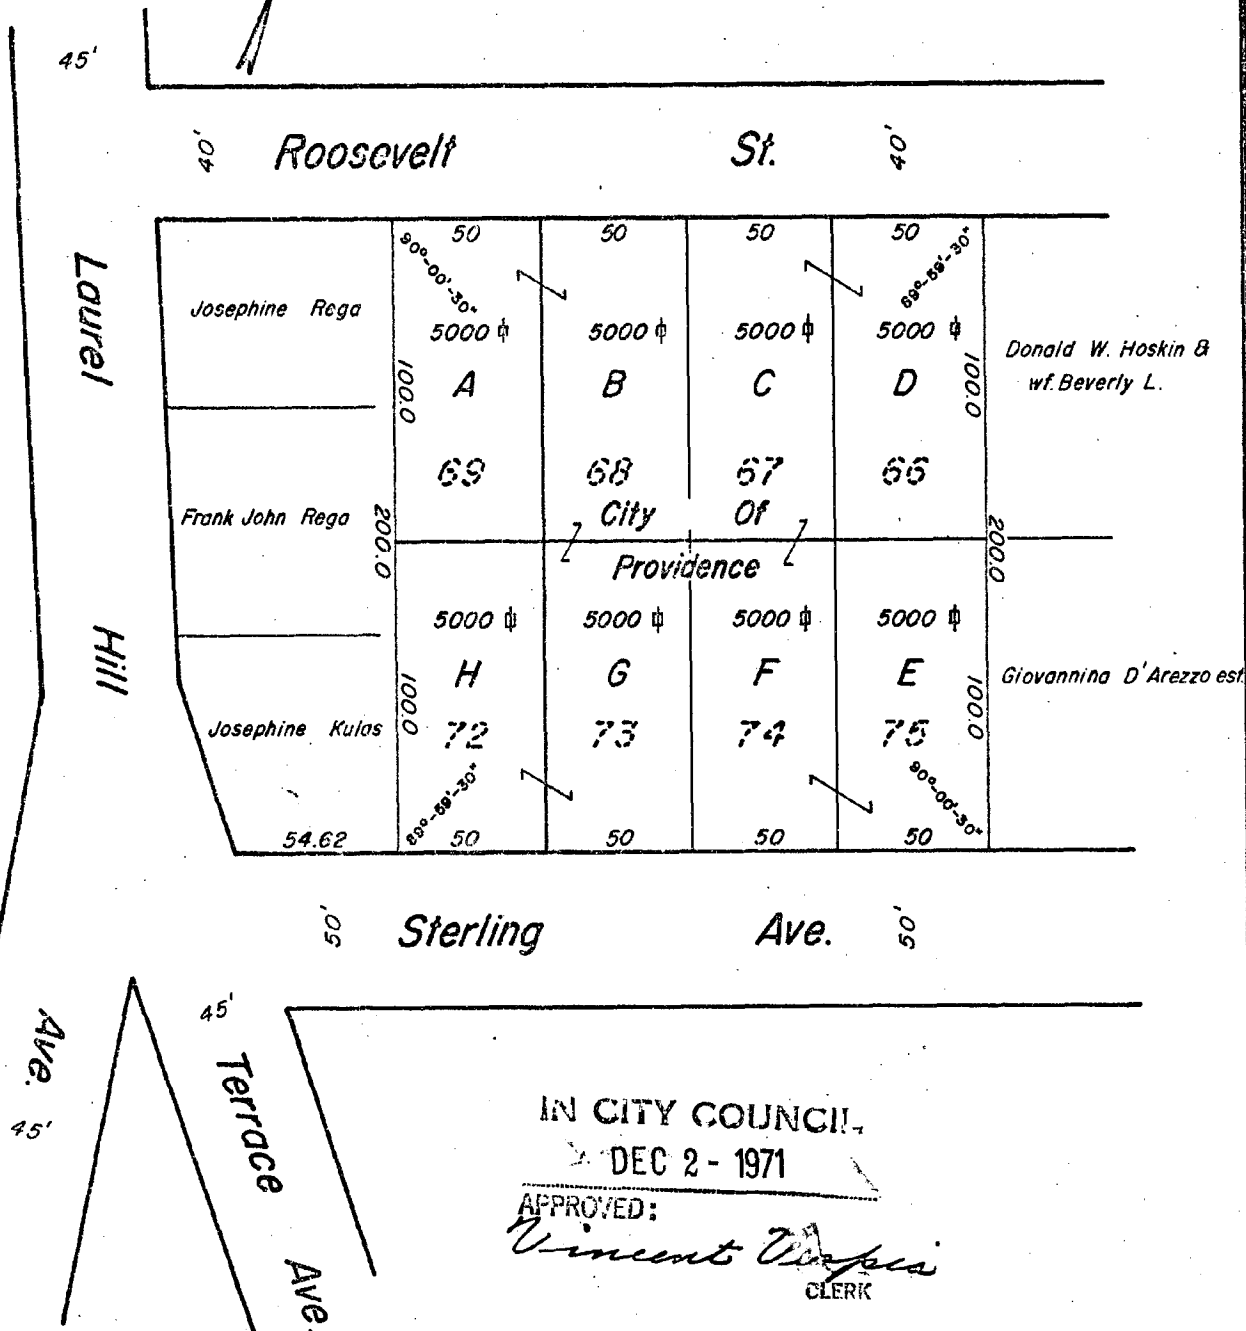 45'
40' Roosevelt St. 40'
50 50 50 50
90°-00'-30" 89°-59'-30"
Laurel
Josephine Rega
5000 ⌽ 5000 ⌽ 5000 ⌽ 5000 ⌽
Donald W. Hoskin &
wf. Beverly L.
100.0 A B C D 100.0
69 68 67 66
Frank John Rega
City Of
200.0 200.0
Providence
5000 ⌽ 5000 ⌽ 5000 ⌽ 5000 ⌽
Hill
H G F E
Giovannina D'Arezzo est.
100.0 100.0
Josephine Kulas
72 73 74 75
89°-59'-30" 90°-00'-30"
54.62 50 50 50 50
50' Sterling Ave. 50'
45'
Ave.
45'
Terrace
Ave.
IN CITY COUNCIL
DEC 2 - 1971
APPROVED:
Vincent Vespia
CLERK